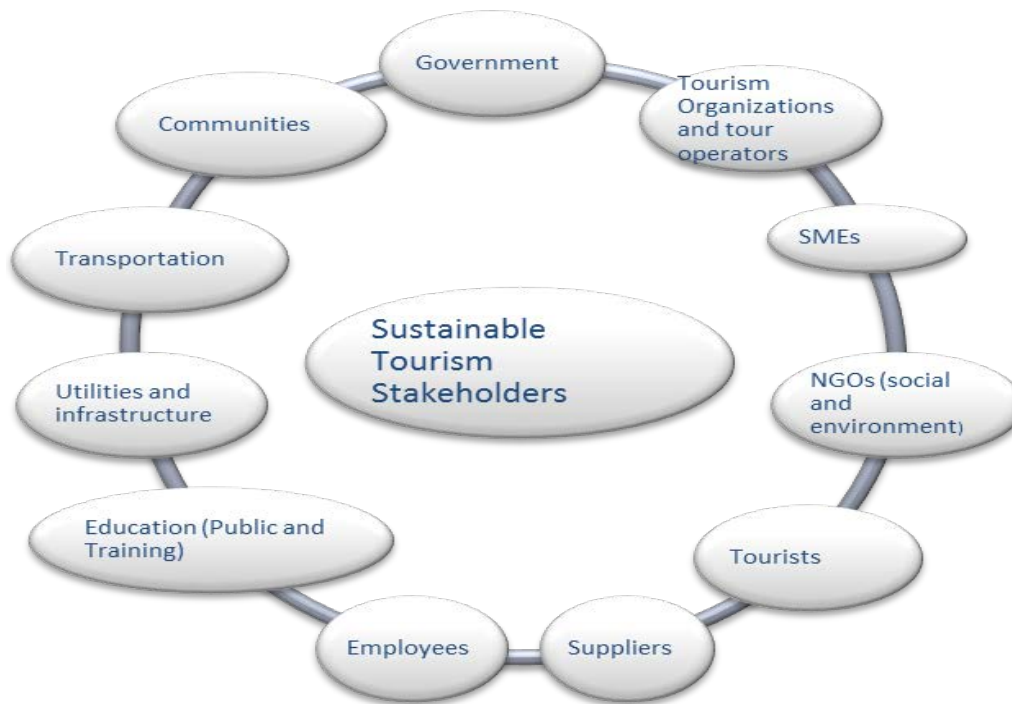 Government
Tourism
Organizations
and tour
operators
SMEs
NGOs (social
and
environment)
Tourists
Suppliers
Employees
Education (Public and
Training)
Utilities and
infrastructure
Transportation
Communities
Sustainable
Tourism
Stakeholders